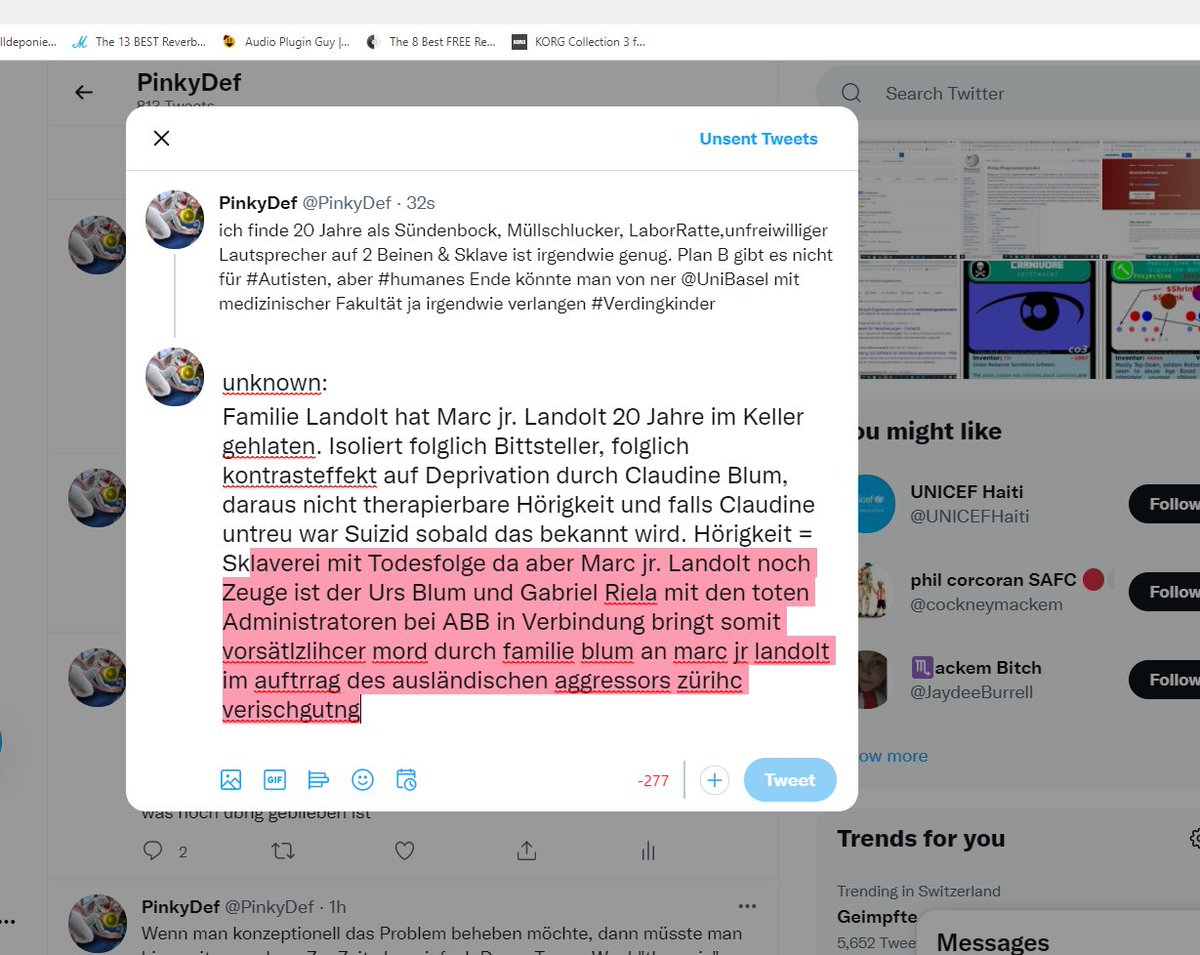 lldeponie...
The 13 BEST Reverb...
Audio Plugin Guy |...
The 8 Best FREE Re...
KORG Collection 3 f...
PinkyDef
813 Tweets
Search Twitter
Unsent Tweets
PinkyDef @PinkyDef · 32s
ich finde 20 Jahre als Sündenbock, Müllschlucker, LaborRatte,unfreiwilliger
Lautsprecher auf 2 Beinen & Sklave ist irgendwie genug. Plan B gibt es nicht
für #Autisten, aber #humanes Ende könnte man von ner @UniBasel mit
medizinischer Fakultät ja irgendwie verlangen #Verdingkinder
unknown:
Familie Landolt hat Marc jr. Landolt 20 Jahre im Keller
gehlaten. Isoliert folglich Bittsteller, folglich
kontrasteffekt auf Deprivation durch Claudine Blum,
daraus nicht therapierbare Hörigkeit und falls Claudine
untreu war Suizid sobald das bekannt wird. Hörigkeit =
Sklaverei mit Todesfolge da aber Marc jr. Landolt noch
Zeuge ist der Urs Blum und Gabriel Riela mit den toten
Administratoren bei ABB in Verbindung bringt somit
vorsätlzlihcer mord durch familie blum an marc jr landolt
im auftrrag des ausländischen aggressors zürihc
verischgutng
GIF
-277
Tweet
was noch übrig geblieben ist
2
PinkyDef @PinkyDef · 1h
Wenn man konzeptionell das Problem beheben möchte, dann müsste man
CARNIVORE
ou might like
UNICEF Haiti
@UNICEFHaiti
Follow
phil corcoran SAFC
@cockneymackem
Follow
ackem Bitch
@JaydeeBurrell
Follow
ow more
Trends for you
Trending in Switzerland
Geimpfte
5,652 Twee
Messages